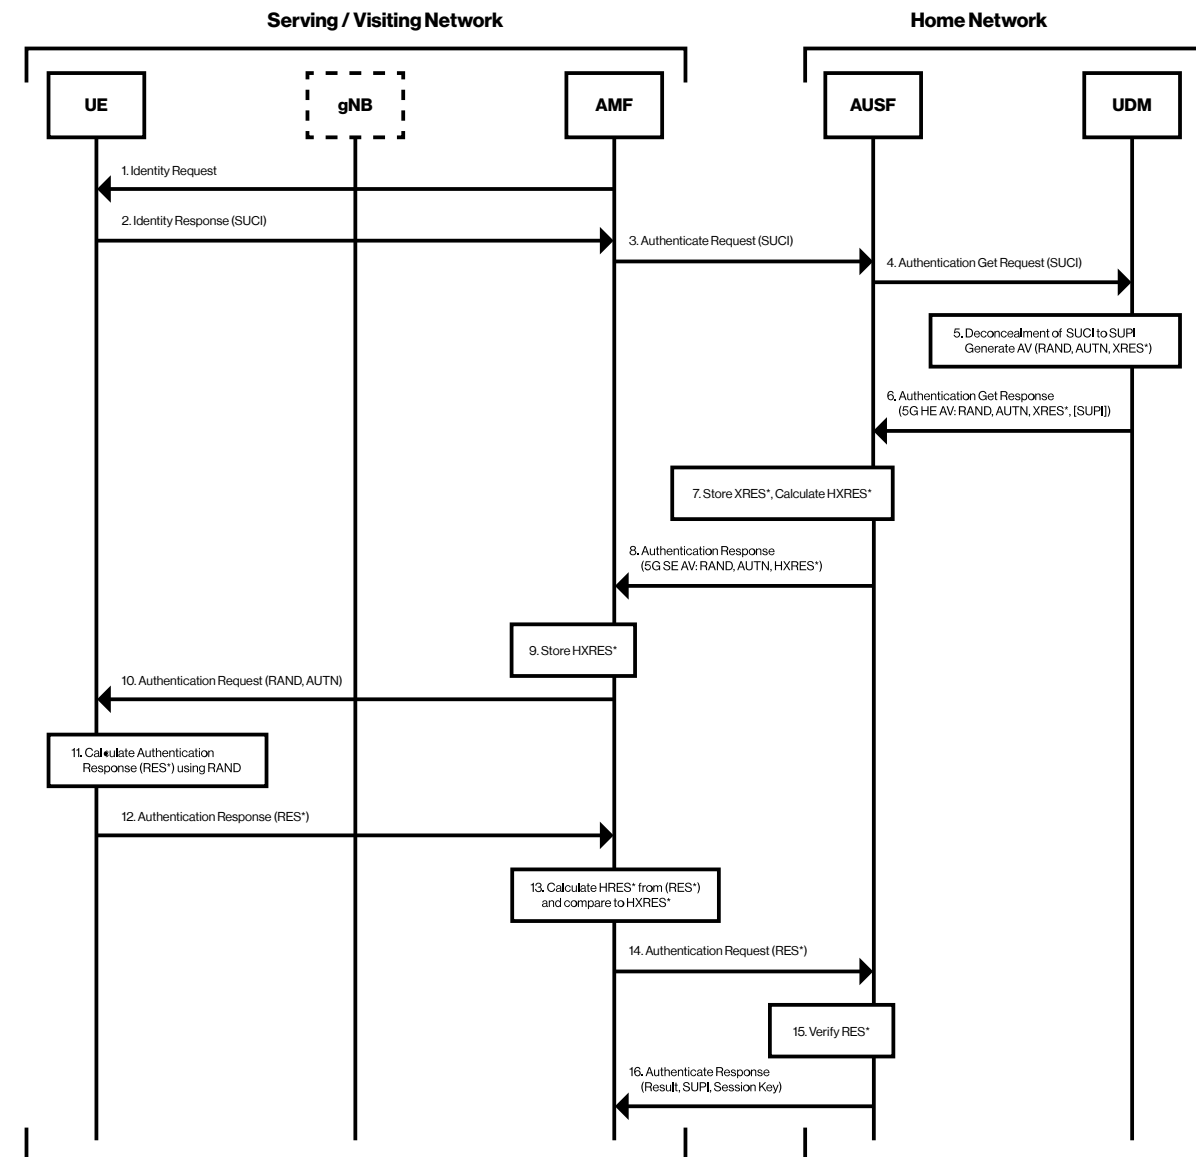 Serving / Visiting Network
Home Network
UE
gNB
AMF
AUSF
UDM
1. Identity Request
2. Identity Response (SUCI)
3. Authenticate Request (SUCI)
4. Authentication Get Request (SUCI)
5. Deconcealment of SUCI to SUPI
Generate AV (RAND, AUTN, XRES*)
6. Authentication Get Response
(5G HE AV: RAND, AUTN, XRES*, [SUPI])
7. Store XRES*, Calculate HXRES*
8. Authentication Response
(5G SE AV: RAND, AUTN, HXRES*)
9. Store HXRES*
10. Authentication Request (RAND, AUTN)
11. Calculate Authentication
Response (RES*) using RAND
12. Authentication Response (RES*)
13. Calculate HRES* from (RES*)
and compare to HXRES*
14. Authentication Request (RES*)
15. Verify RES*
16. Authenticate Response
(Result, SUPI, Session Key)